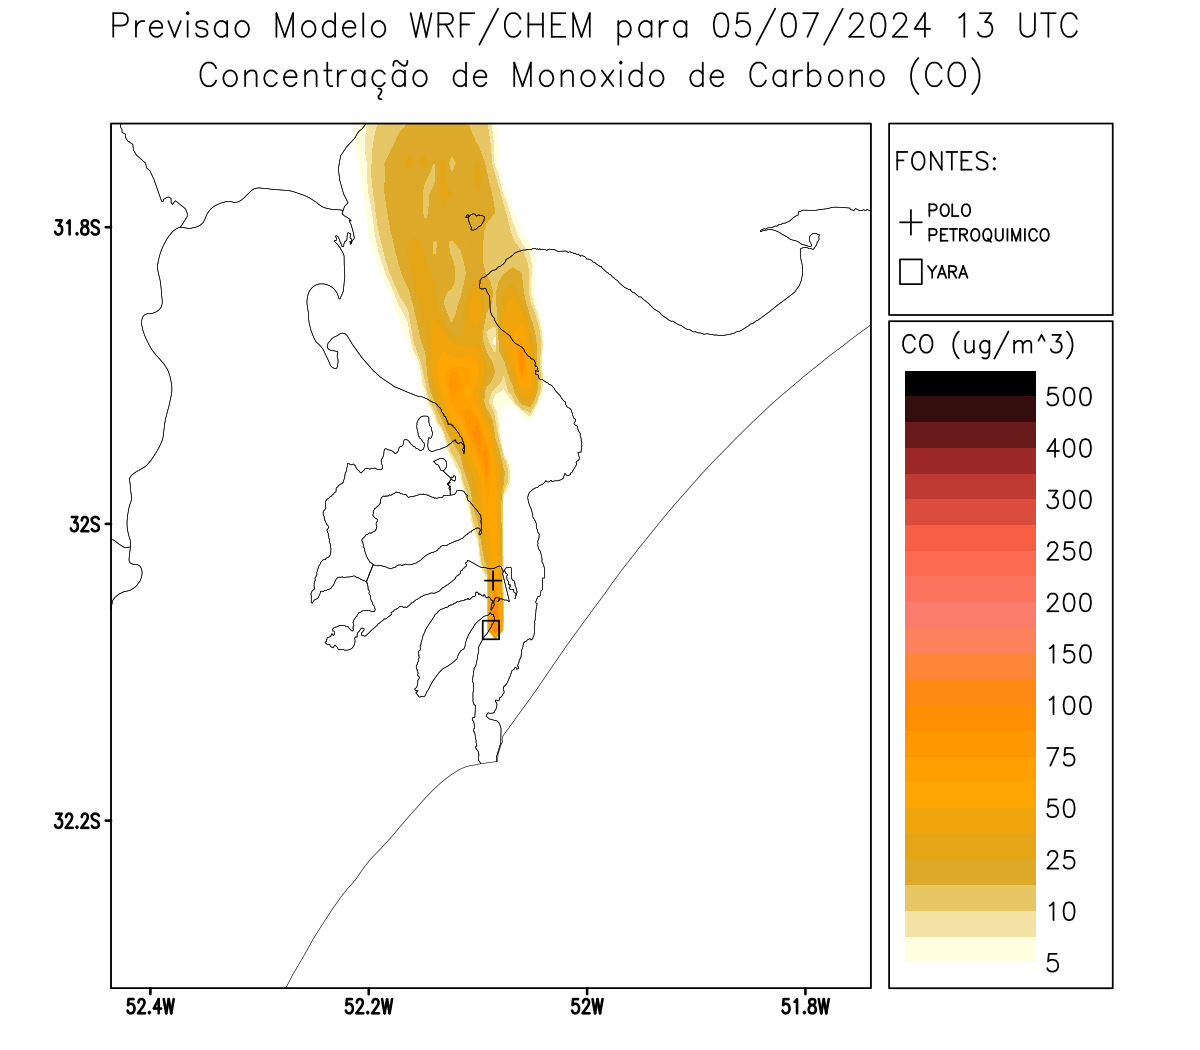 Previsao Modelo WRF/CHEM para 05/07/2024 13 UTC
Concentração de Monoxido de Carbono (CO)
FONTES:
POLO
PETROQUIMICO
YARA
CO (ug/m^3)
500
400
300
250
200
150
100
75
50
25
10
5
31.8S
32S
32.2S
52.4W
52.2W
52W
51.8W